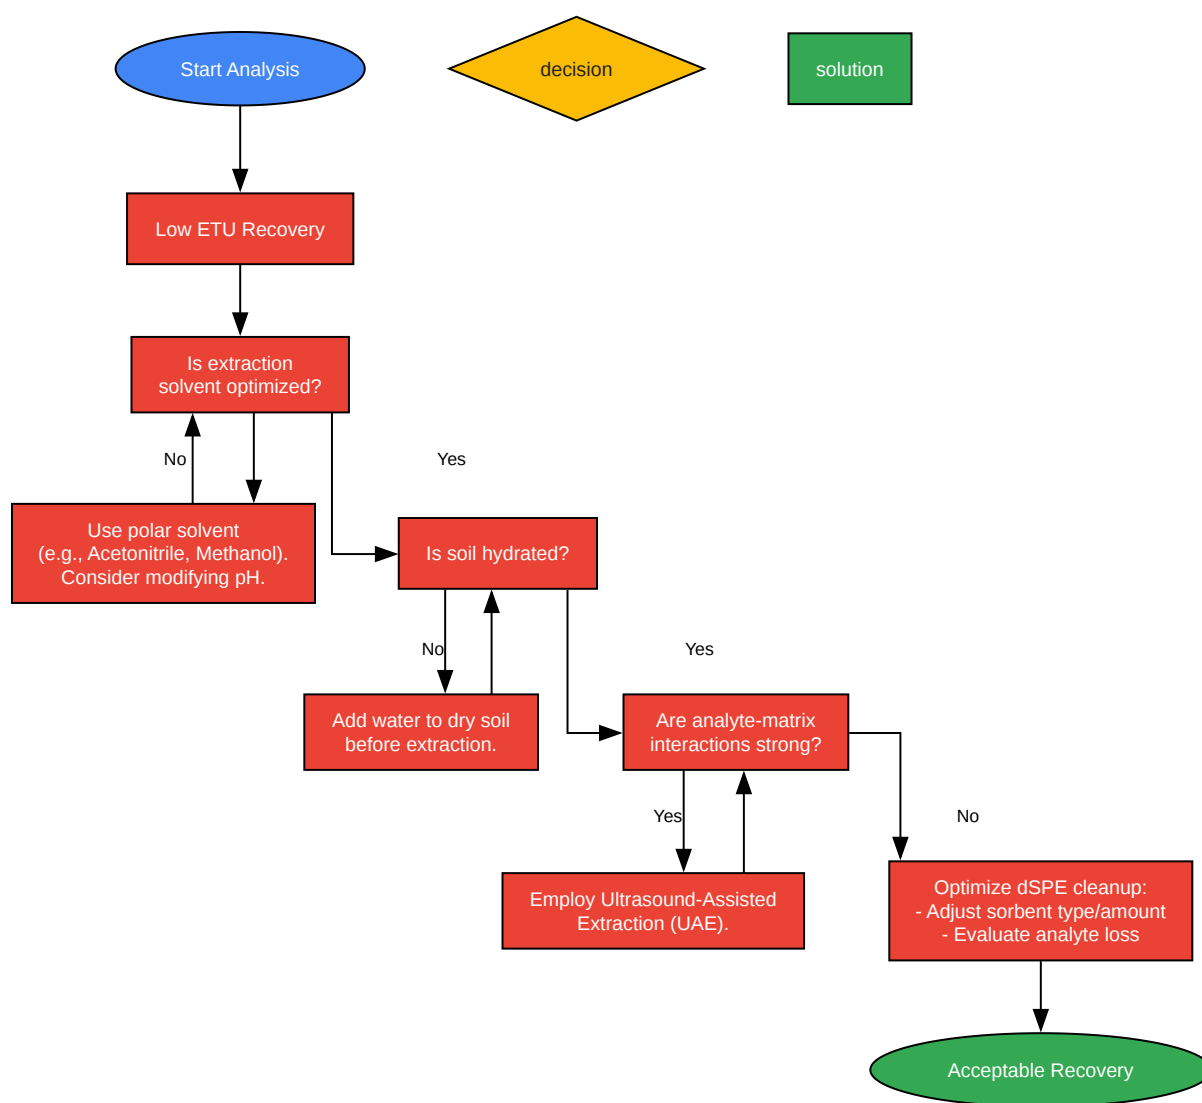 Start Analysis
decision
solution
Low ETU Recovery
Is extraction
solvent optimized?
No
Yes
Use polar solvent
(e.g., Acetonitrile, Methanol).
Consider modifying pH.
Is soil hydrated?
No
Yes
Add water to dry soil
before extraction.
Are analyte-matrix
interactions strong?
Yes
No
Employ Ultrasound-Assisted
Extraction (UAE).
Optimize dSPE cleanup:
- Adjust sorbent type/amount
- Evaluate analyte loss
Acceptable Recovery